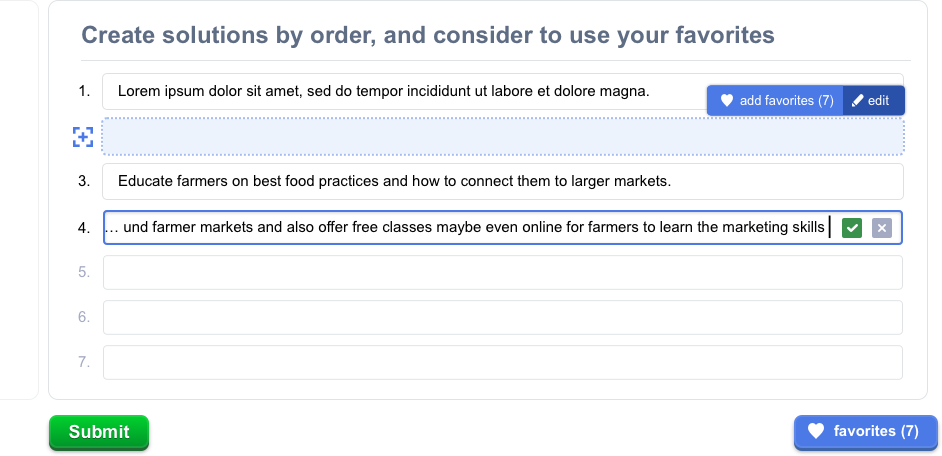 Create solutions by order, and consider to use your favorites
1. Lorem ipsum dolor sit amet, sed do tempor incididunt ut labore et dolore magna.
add favorites (7) edit
3. Educate farmers on best food practices and how to connect them to larger markets.
4. ... und farmer markets and also offer free classes maybe even online for farmers to learn the marketing skills
5.
6.
7.
Submit
favorites (7)